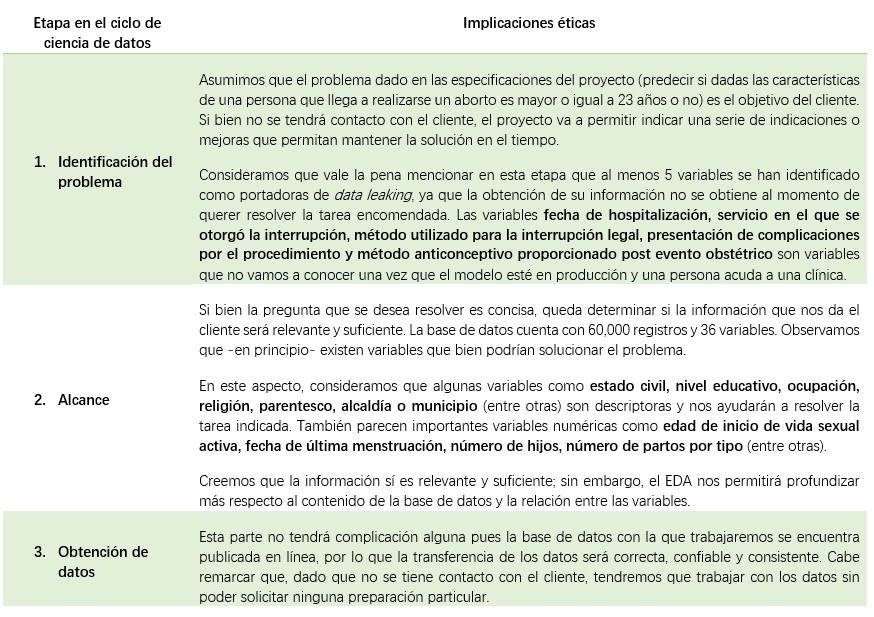 Etapa en el ciclo de
ciencia de datos
Implicaciones éticas
1. Identificación del
problema
Asumimos que el problema dado en las especificaciones del proyecto (predecir si dadas las características
de una persona que llega a realizarse un aborto es mayor o igual a 23 años o no) es el objetivo del cliente.
Si bien no se tendrá contacto con el cliente, el proyecto va a permitir indicar una serie de indicaciones o
mejoras que permitan mantener la solución en el tiempo.
Consideramos que vale la pena mencionar en esta etapa que al menos 5 variables se han identificado
como portadoras de data leaking, ya que la obtención de su información no se obtiene al momento de
querer resolver la tarea encomendada. Las variables fecha de hospitalización, servicio en el que se
otorgó la interrupción, método utilizado para la interrupción legal, presentación de complicaciones
por el procedimiento y método anticonceptivo proporcionado post evento obstétrico son variables
que no vamos a conocer una vez que el modelo esté en producción y una persona acuda a una clínica.
2. Alcance
Si bien la pregunta que se desea resolver es concisa, queda determinar si la información que nos da el
cliente será relevante y suficiente. La base de datos cuenta con 60,000 registros y 36 variables. Observamos
que -en principio- existen variables que bien podrían solucionar el problema.
En este aspecto, consideramos que algunas variables como estado civil, nivel educativo, ocupación,
religión, parentesco, alcaldía o municipio (entre otras) son descriptoras y nos ayudarán a resolver la
tarea indicada. También parecen importantes variables numéricas como edad de inicio de vida sexual
activa, fecha de última menstruación, número de hijos, número de partos por tipo (entre otras).
Creemos que la información sí es relevante y suficiente; sin embargo, el EDA nos permitirá profundizar
más respecto al contenido de la base de datos y la relación entre las variables.
3. Obtención de
datos
Esta parte no tendrá complicación alguna pues la base de datos con la que trabajaremos se encuentra
publicada en línea, por lo que la transferencia de los datos será correcta, confiable y consistente. Cabe
remarcar que, dado que no se tiene contacto con el cliente, tendremos que trabajar con los datos sin
poder solicitar ninguna preparación particular.